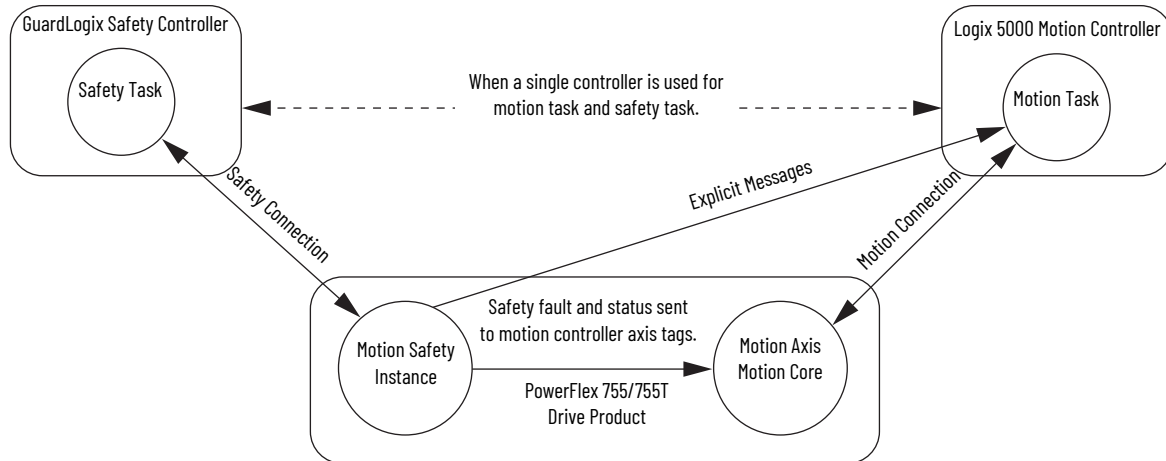 GuardLogix Safety Controller
Logix 5000 Motion Controller
Safety Task
When a single controller is used for
motion task and safety task.
Motion Task
Safety Connection
Explicit Messages
Motion Connection
Safety fault and status sent
to motion controller axis tags.
Motion Safety
Instance
Motion Axis
Motion Core
PowerFlex 755/755T
Drive Product